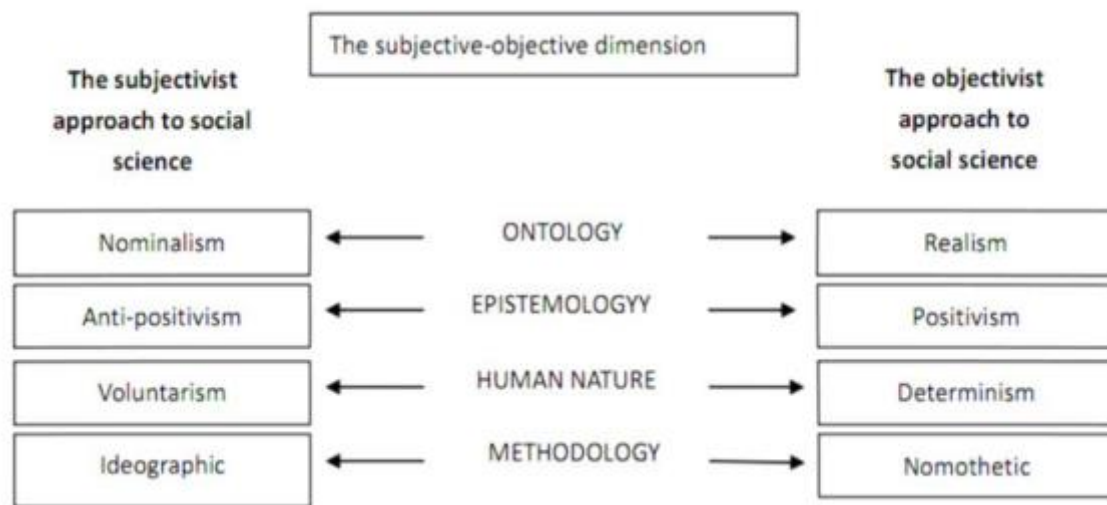 The subjective-objective dimension
The subjectivist
approach to social
science
The objectivist
approach to
social science
Nominalism
ONTOLOGY
Realism
Anti-positivism
EPISTEMOLOGYY
Positivism
Voluntarism
HUMAN NATURE
Determinism
Ideographic
METHODOLOGY
Nomothetic